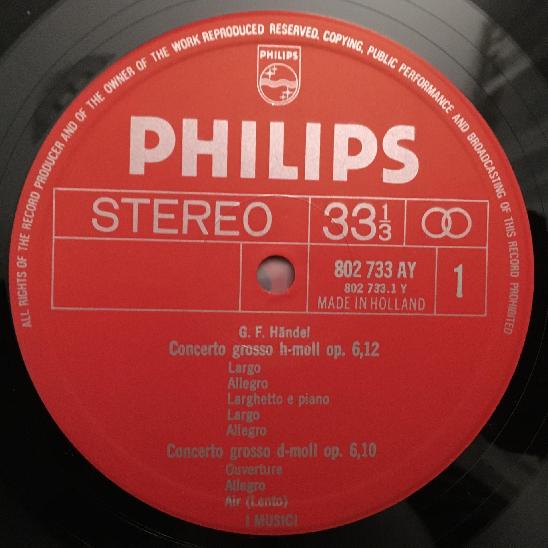 ALL RIGHTS OF THE RECORD PRODUCER AND OF THE OWNER OF THE WORK REPRODUCED RESERVED. COPYING, PUBLIC PERFORMANCE AND BROADCASTING OF THIS RECORD PROHIBITED
PHILIPS
PHILIPS
STEREO 33⅓
802 733 AY
802 733.1 Y
MADE IN HOLLAND
1
G. F. Händel
Concerto grosso h-moll op. 6,12
Largo
Allegro
Larghetto e piano
Largo
Allegro
Concerto grosso d-moll op. 6,10
Ouverture
Allegro
Air (Lento)
I MUSICI